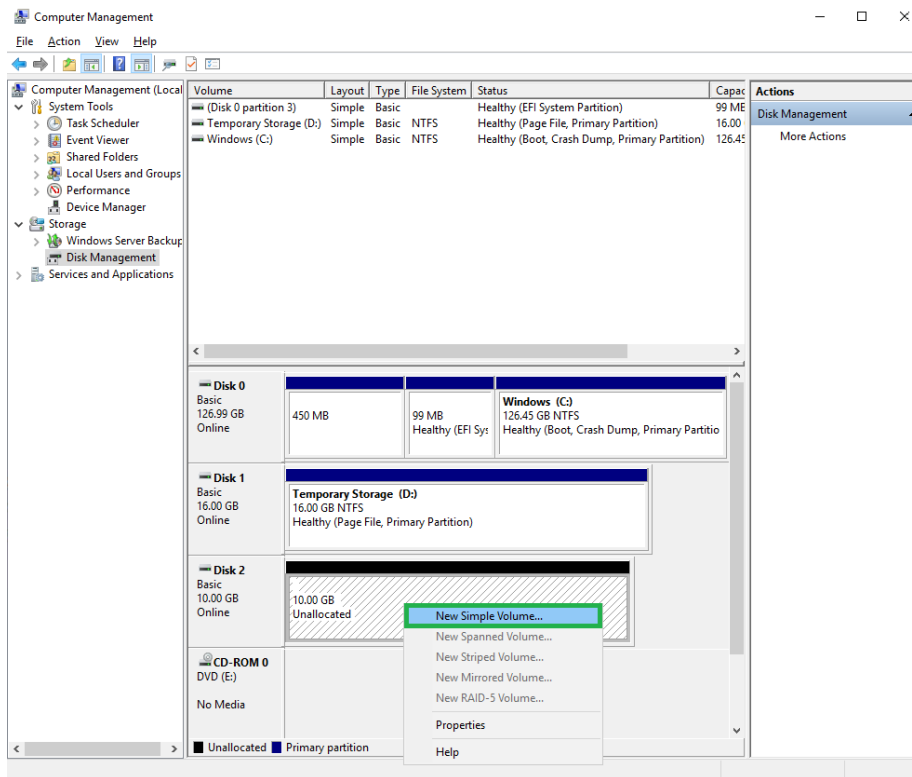 Computer Management
File Action View Help
Computer Management (Local
System Tools
Task Scheduler
Event Viewer
Shared Folders
Local Users and Groups
Performance
Device Manager
Storage
Windows Server Backup
Disk Management
Services and Applications
Volume Layout Type File System Status Capac
(Disk 0 partition 3) Simple Basic Healthy (EFI System Partition) 99 ME
Temporary Storage (D:) Simple Basic NTFS Healthy (Page File, Primary Partition) 16.00
Windows (C:) Simple Basic NTFS Healthy (Boot, Crash Dump, Primary Partition) 126.45
Disk 0
Basic
126.99 GB
Online
450 MB
99 MB
Healthy (EFI Sys
Windows (C:)
126.45 GB NTFS
Healthy (Boot, Crash Dump, Primary Partitio
Disk 1
Basic
16.00 GB
Online
Temporary Storage (D:)
16.00 GB NTFS
Healthy (Page File, Primary Partition)
Disk 2
Basic
10.00 GB
Online
10.00 GB
Unallocated
New Simple Volume...
New Spanned Volume...
New Striped Volume...
New Mirrored Volume...
New RAID-5 Volume...
Properties
Help
CD-ROM 0
DVD (E:)
No Media
Unallocated Primary partition
Actions
Disk Management
More Actions